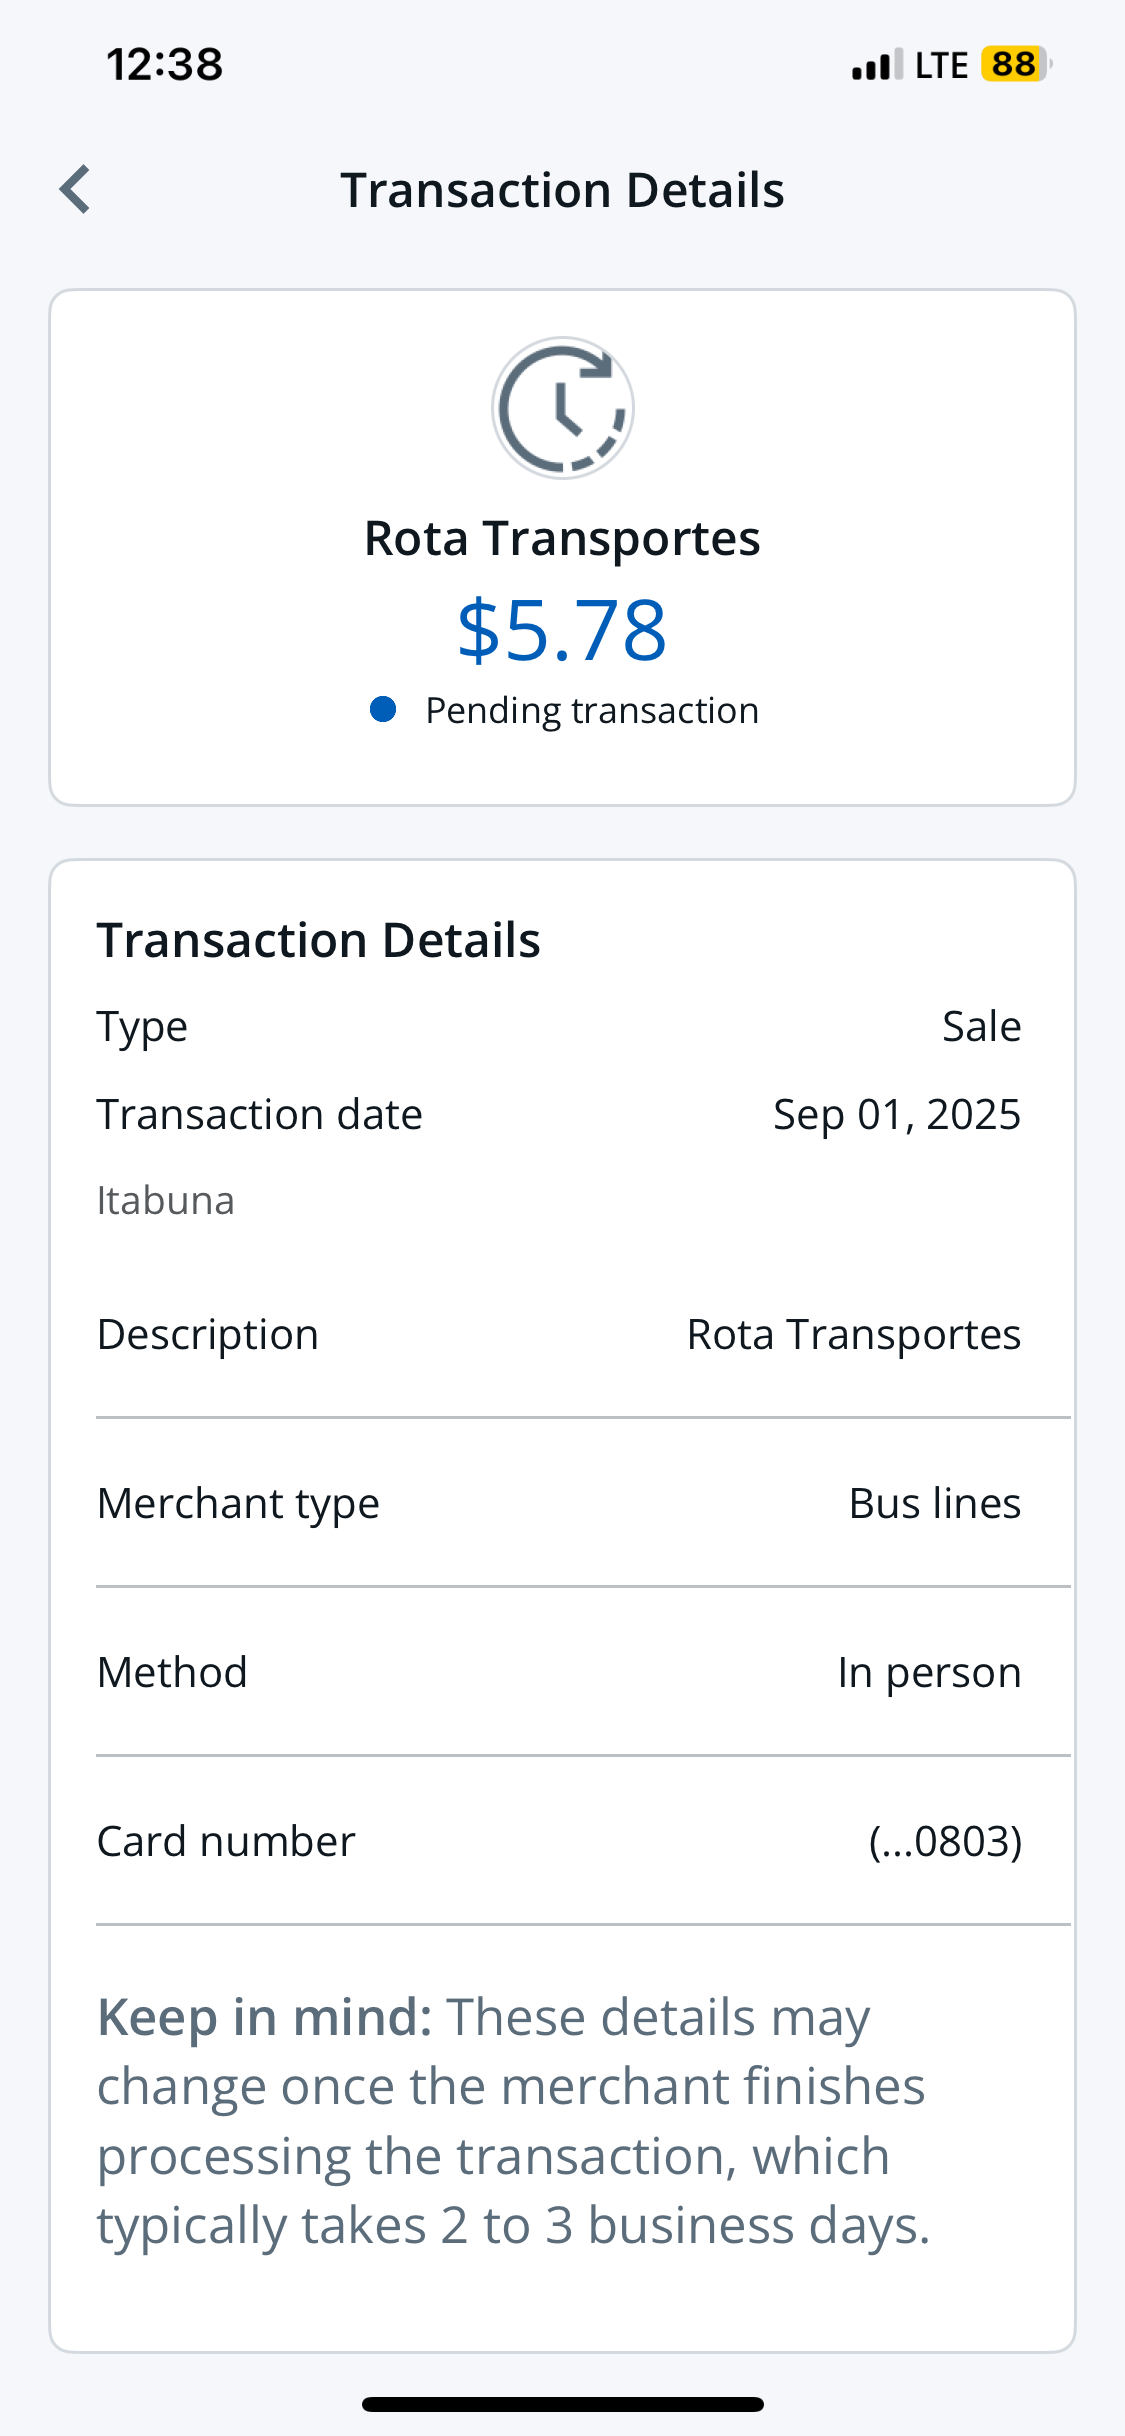 12:38
LTE 88
Transaction Details
Rota Transportes
$5.78
Pending transaction
Transaction Details
Type Sale
Transaction date Sep 01, 2025
Itabuna
Description Rota Transportes
Merchant type Bus lines
Method In person
Card number (...0803)
Keep in mind: These details may
change once the merchant finishes
processing the transaction, which
typically takes 2 to 3 business days.